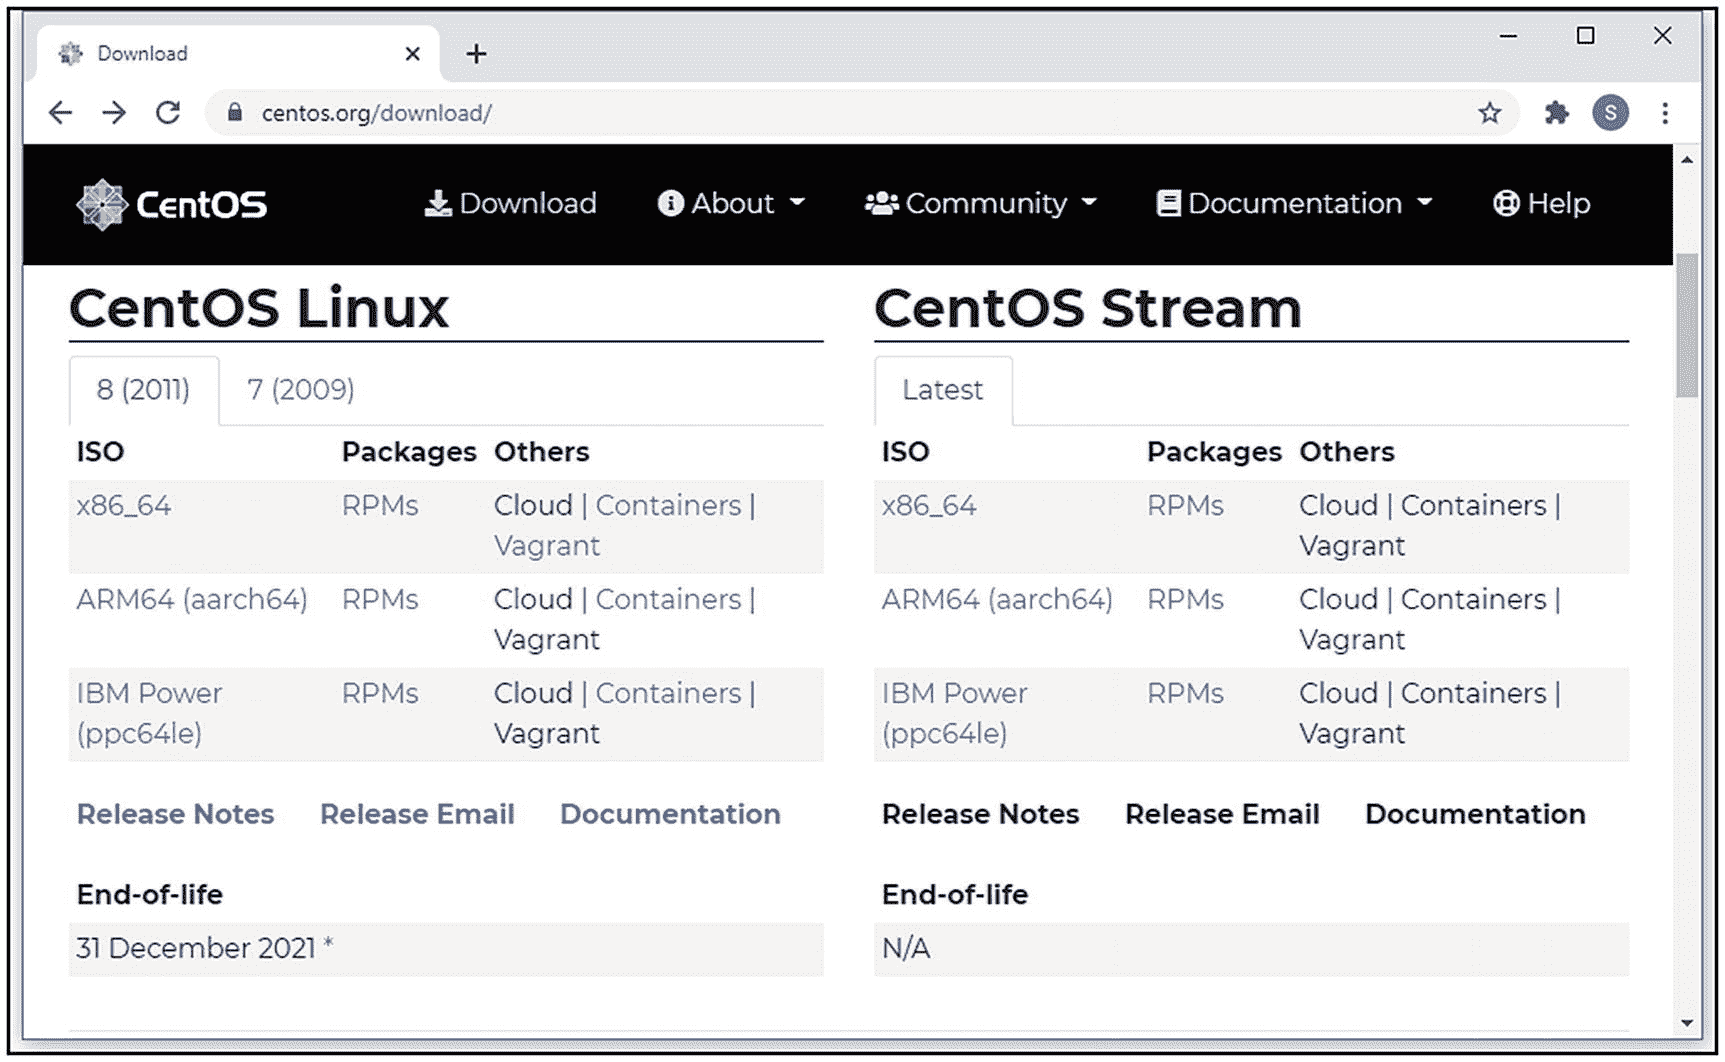 Download
centos.org/download/
S
CentOS
Download About Community Documentation Help
CentOS Linux
8 (2011) 7 (2009)
ISO Packages Others
x86_64 RPMs Cloud | Containers |
Vagrant
ARM64 (aarch64) RPMs Cloud | Containers |
Vagrant
IBM Power RPMs Cloud | Containers |
(ppc64le) Vagrant
Release Notes Release Email Documentation
End-of-life
31 December 2021 *
CentOS Stream
Latest
ISO Packages Others
x86_64 RPMs Cloud | Containers |
Vagrant
ARM64 (aarch64) RPMs Cloud | Containers |
Vagrant
IBM Power RPMs Cloud | Containers |
(ppc64le) Vagrant
Release Notes Release Email Documentation
End-of-life
N/A